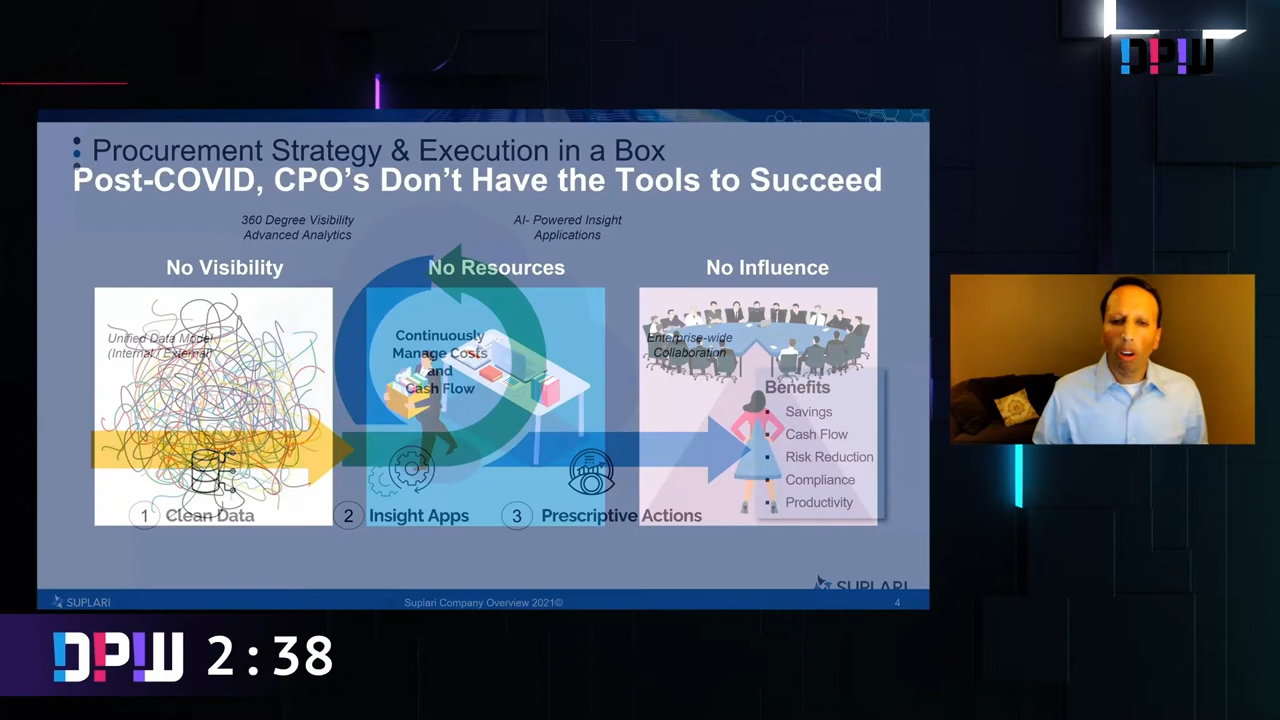 DPW
Procurement Strategy & Execution in a Box
Post-COVID, CPO's Don't Have the Tools to Succeed
360 Degree Visibility
Advanced Analytics
AI- Powered Insight
Applications
No Visibility
No Resources
No Influence
Unified Data Model
(Internal / External)
Continuously
Manage Costs
and
Cash Flow
Enterprise-wide
Collaboration
Benefits
Savings
Cash Flow
Risk Reduction
Compliance
Productivity
1 Clean Data
2 Insight Apps
3 Prescriptive Actions
SUPLARI
SUPLARI
Suplari Company Overview 2021©
4
DPW 2:38